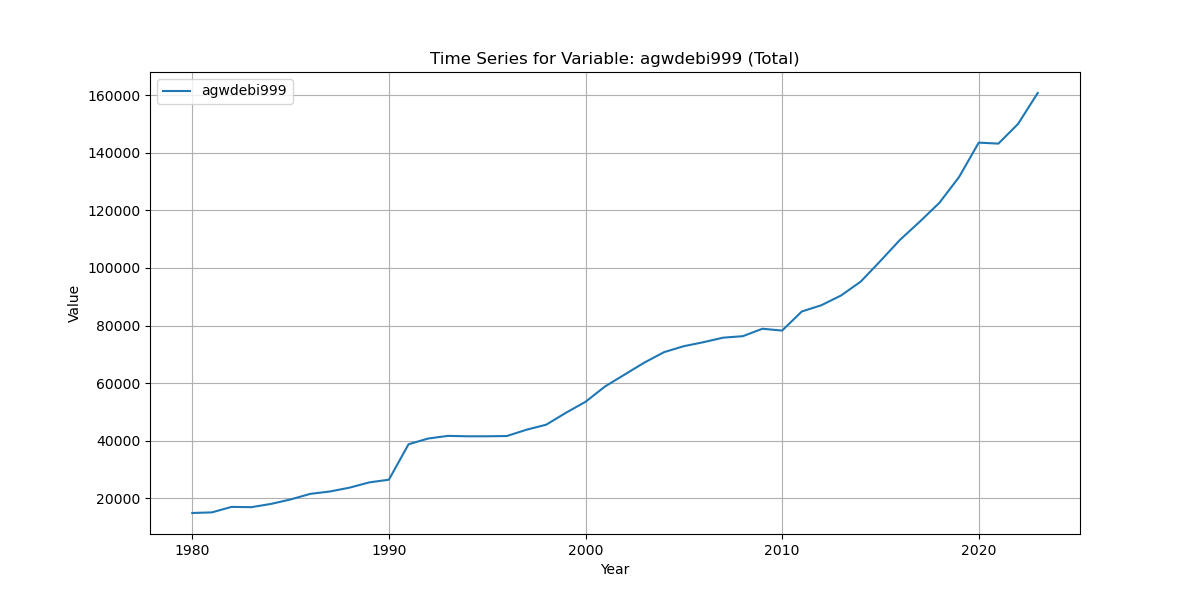 Time Series for Variable: agwdebi999 (Total)
agwdebi999
160000
140000
120000
100000
80000
60000
40000
20000
Value
1980 1990 2000 2010 2020
Year